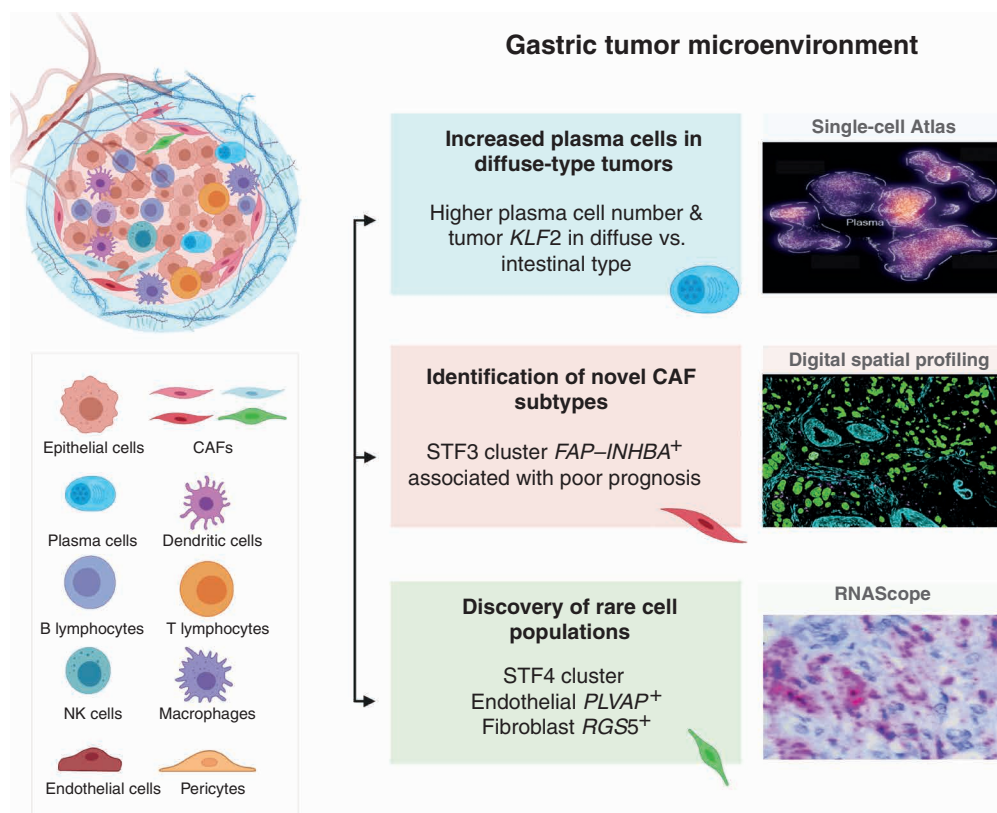 Gastric tumor microenvironment
Increased plasma cells in
diffuse-type tumors
Higher plasma cell number &
tumor KLF2 in diffuse vs.
intestinal type
Single-cell Atlas
Plasma
Identification of novel CAF
subtypes
STF3 cluster FAP–INHBA+
associated with poor prognosis
Digital spatial profiling
Discovery of rare cell
populations
STF4 cluster
Endothelial PLVAP+
Fibroblast RGS5+
RNAScope
Epithelial cells
CAFs
Plasma cells
Dendritic cells
B lymphocytes
T lymphocytes
NK cells
Macrophages
Endothelial cells
Pericytes